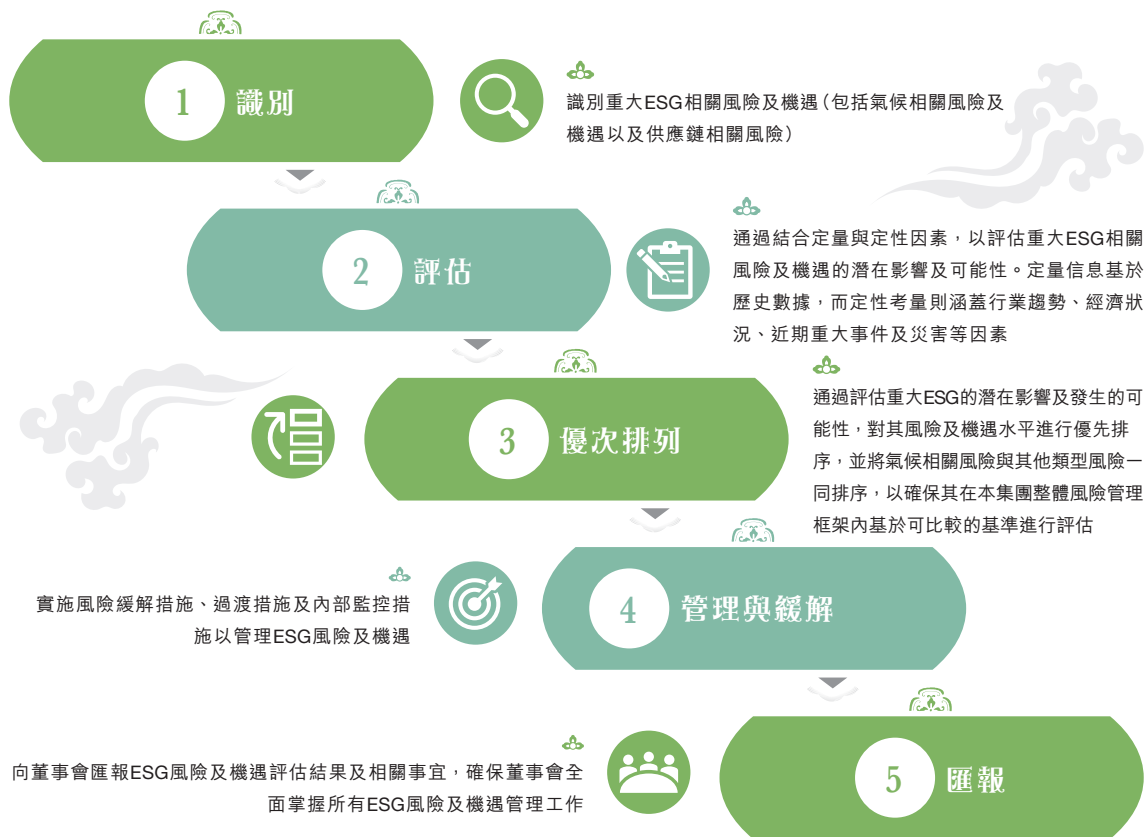 1 識別
識別重大ESG相關風險及機遇（包括氣候相關風險及
機遇以及供應鏈相關風險）
2 評估
通過結合定量與定性因素，以評估重大ESG相關
風險及機遇的潛在影響及可能性。定量信息基於
歷史數據，而定性考量則涵蓋行業趨勢、經濟狀
況、近期重大事件及災害等因素
3 優次排列
通過評估重大ESG的潛在影響及發生的可
能性，對其風險及機遇水平進行優先排
序，並將氣候相關風險與其他類型風險一
同排序，以確保其在本集團整體風險管理
框架內基於可比較的基準進行評估
4 管理與緩解
實施風險緩解措施、過渡措施及內部監控措
施以管理ESG風險及機遇
5 匯報
向董事會匯報ESG風險及機遇評估結果及相關事宜，確保董事會全
面掌握所有ESG風險及機遇管理工作